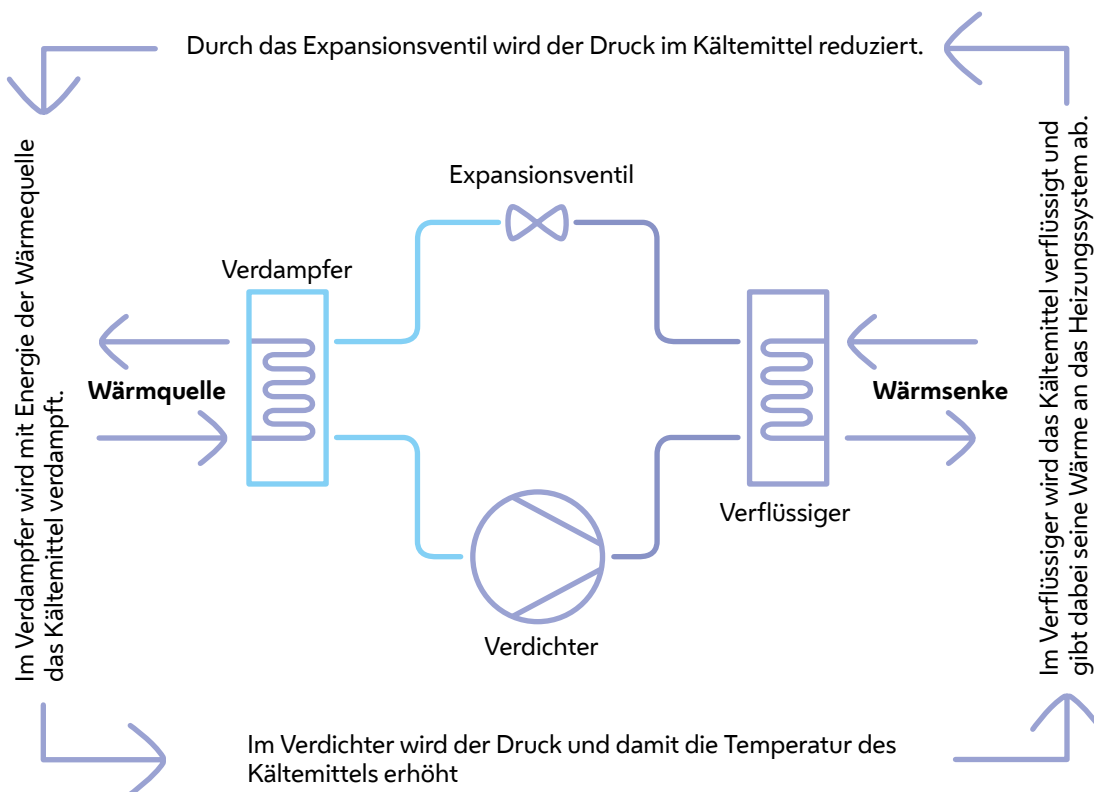 Durch das Expansionsventil wird der Druck im Kältemittel reduziert.
Im Verdampfer wird mit Energie der Wärmequelle
das Kältemittel verdampft.
Expansionsventil
Verdampfer
Wärmquelle
Wärmsenke
Verflüssiger
Verdichter
Im Verflüssiger wird das Kältemittel verflüssigt und
gibt dabei seine Wärme an das Heizungssystem ab.
Im Verdichter wird der Druck und damit die Temperatur des
Kältemittels erhöht